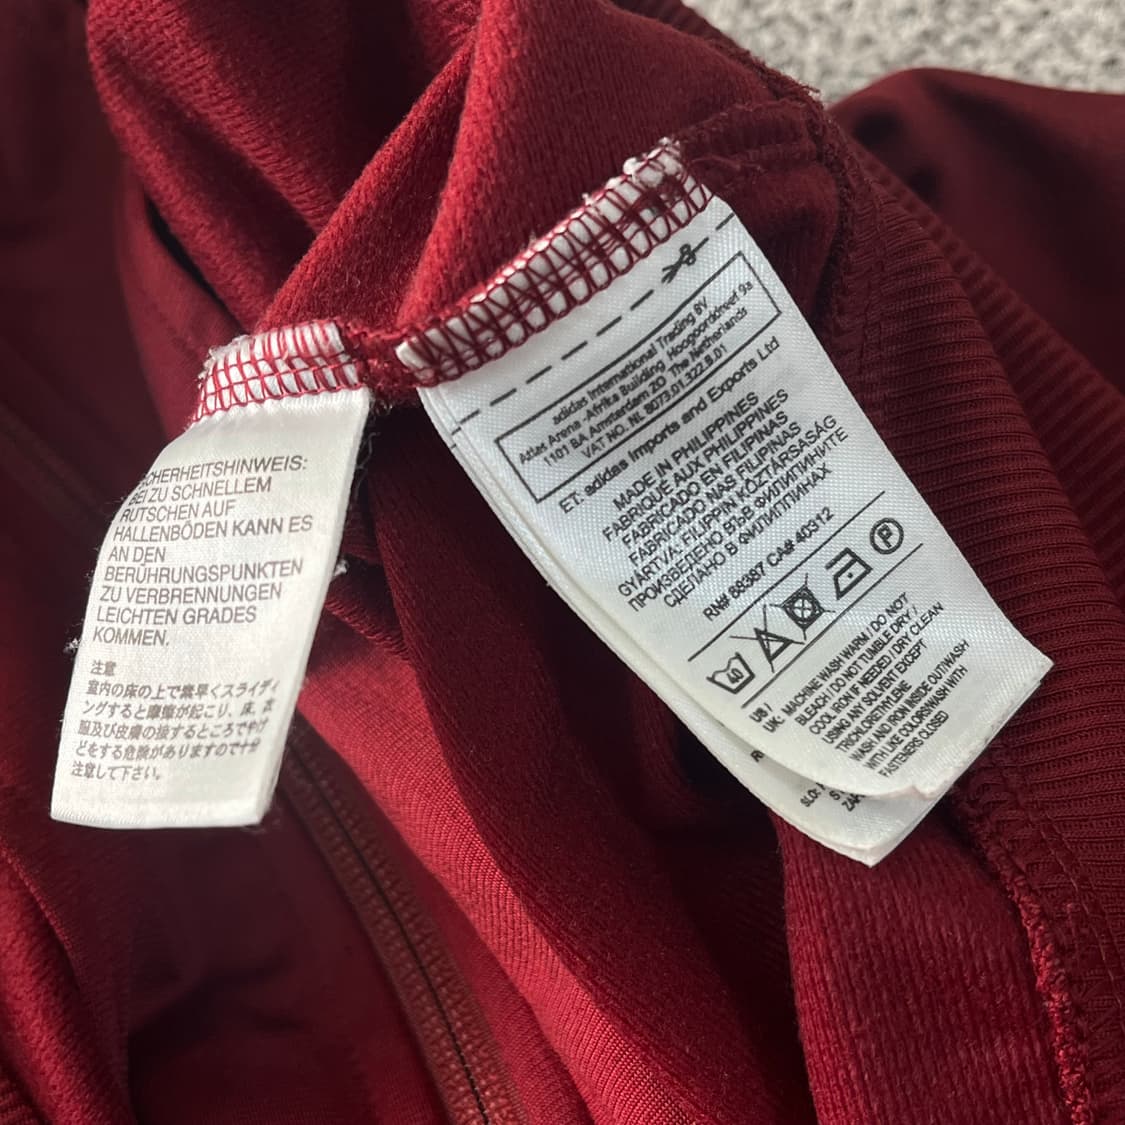 SICHERHEITSHINWEIS:
BEI ZU SCHNELLEM
RUTSCHEN AUF
HALLENBÖDEN KANN ES
AN DEN
BERÜHRUNGSPUNKTEN
ZU VERBRENNUNGEN
LEICHTEN GRADES
KOMMEN.
注意
室内の床の上で素早くスライディ
ングすると摩擦が起こり、床、衣
服及び皮膚の接するところでやけ
どをする危険がありますのですが
注意して下さい。
adidas International Trading BV
Atlas Arena - Afrika Building Hoogoorddreef 9a
1101 BA Amsterdam ZO The Netherlands
VAT NO. NL 8073.01.322.B.01
ET. adidas Imports and Exports Ltd
MADE IN PHILIPPINES
FABRIQUÉ AUX PHILIPPINES
FABRICADO EN FILIPINAS
FABRICADO NAS FILIPINAS
GYÁRTVA: FILIPPIN KÖZTÁRSASÁG
ПРОИЗВЕДЕНО ВЪВ ФИЛИПИНИТЕ
СДЕЛАНО В ФИЛИППИНАХ
RN# 88387 CA# 40312
40 P
US /
UK: MACHINE WASH WARM / DO NOT
BLEACH / DO NOT TUMBLE DRY /
COOL IRON IF NEEDED / DRY CLEAN
USING ANY SOLVENT EXCEPT
TRICHLORETHYLENE
WASH AND IRON INSIDE OUT/WASH
WITH LIKE COLORS/WASH WITH
FASTENERS CLOSED
SLO: